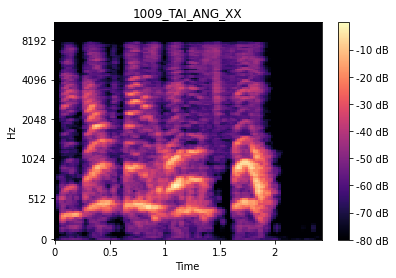 1009_TAI_ANG_XX
8192
4096
2048
1024
512
0
Hz
0
0.5
1
1.5
2
Time
-10 dB
-20 dB
-30 dB
-40 dB
-50 dB
-60 dB
-70 dB
-80 dB